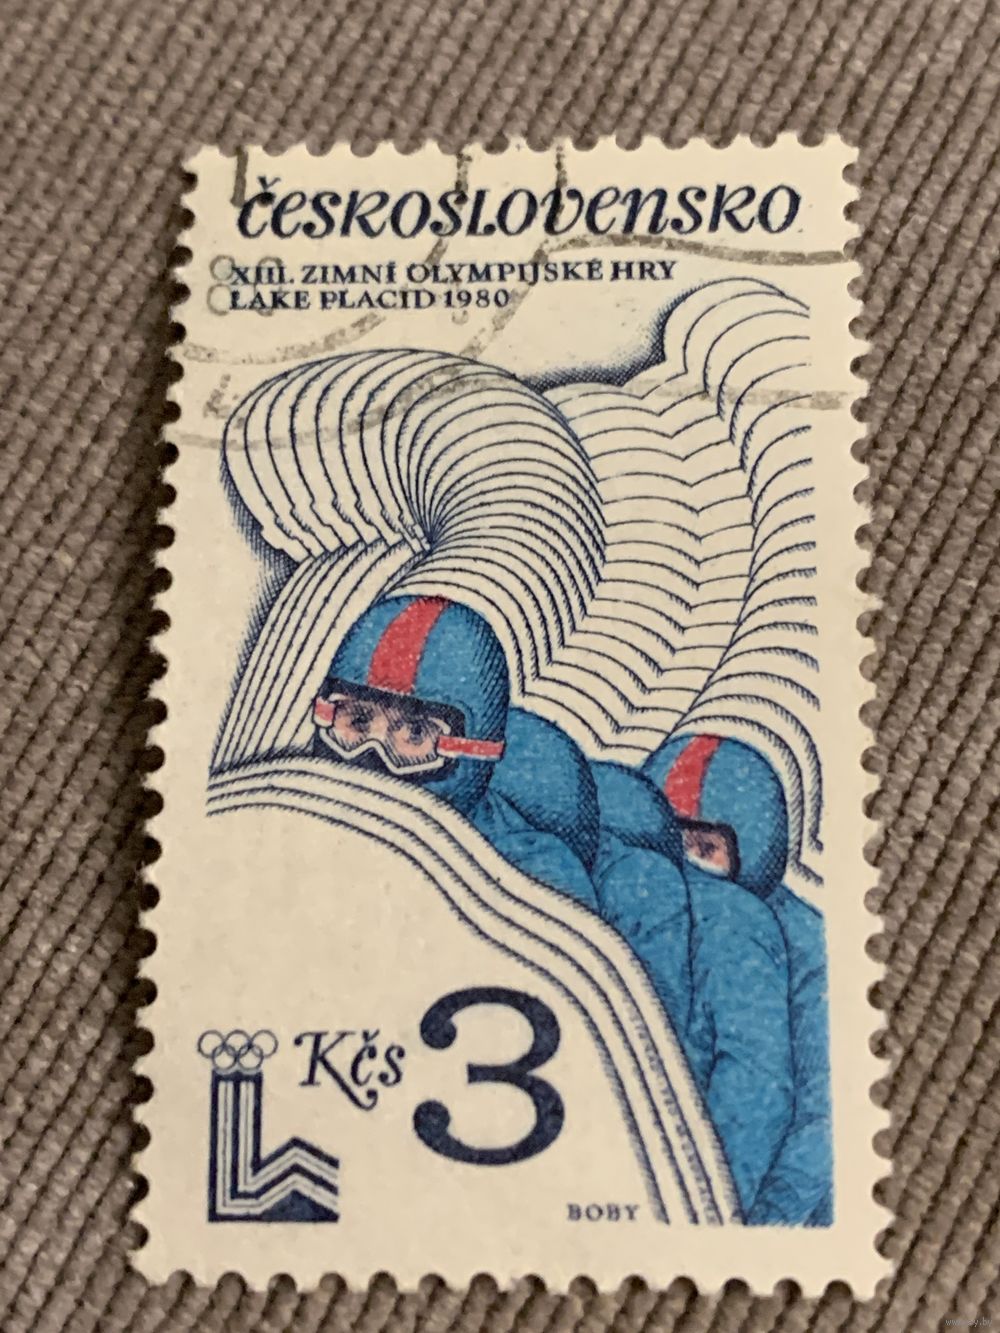 ČESKOSLOVENSKO
XIII. ZIMNÍ OLYMPIJSKÉ HRY
LAKE PLACID 1980
Kčs 3
BOBY